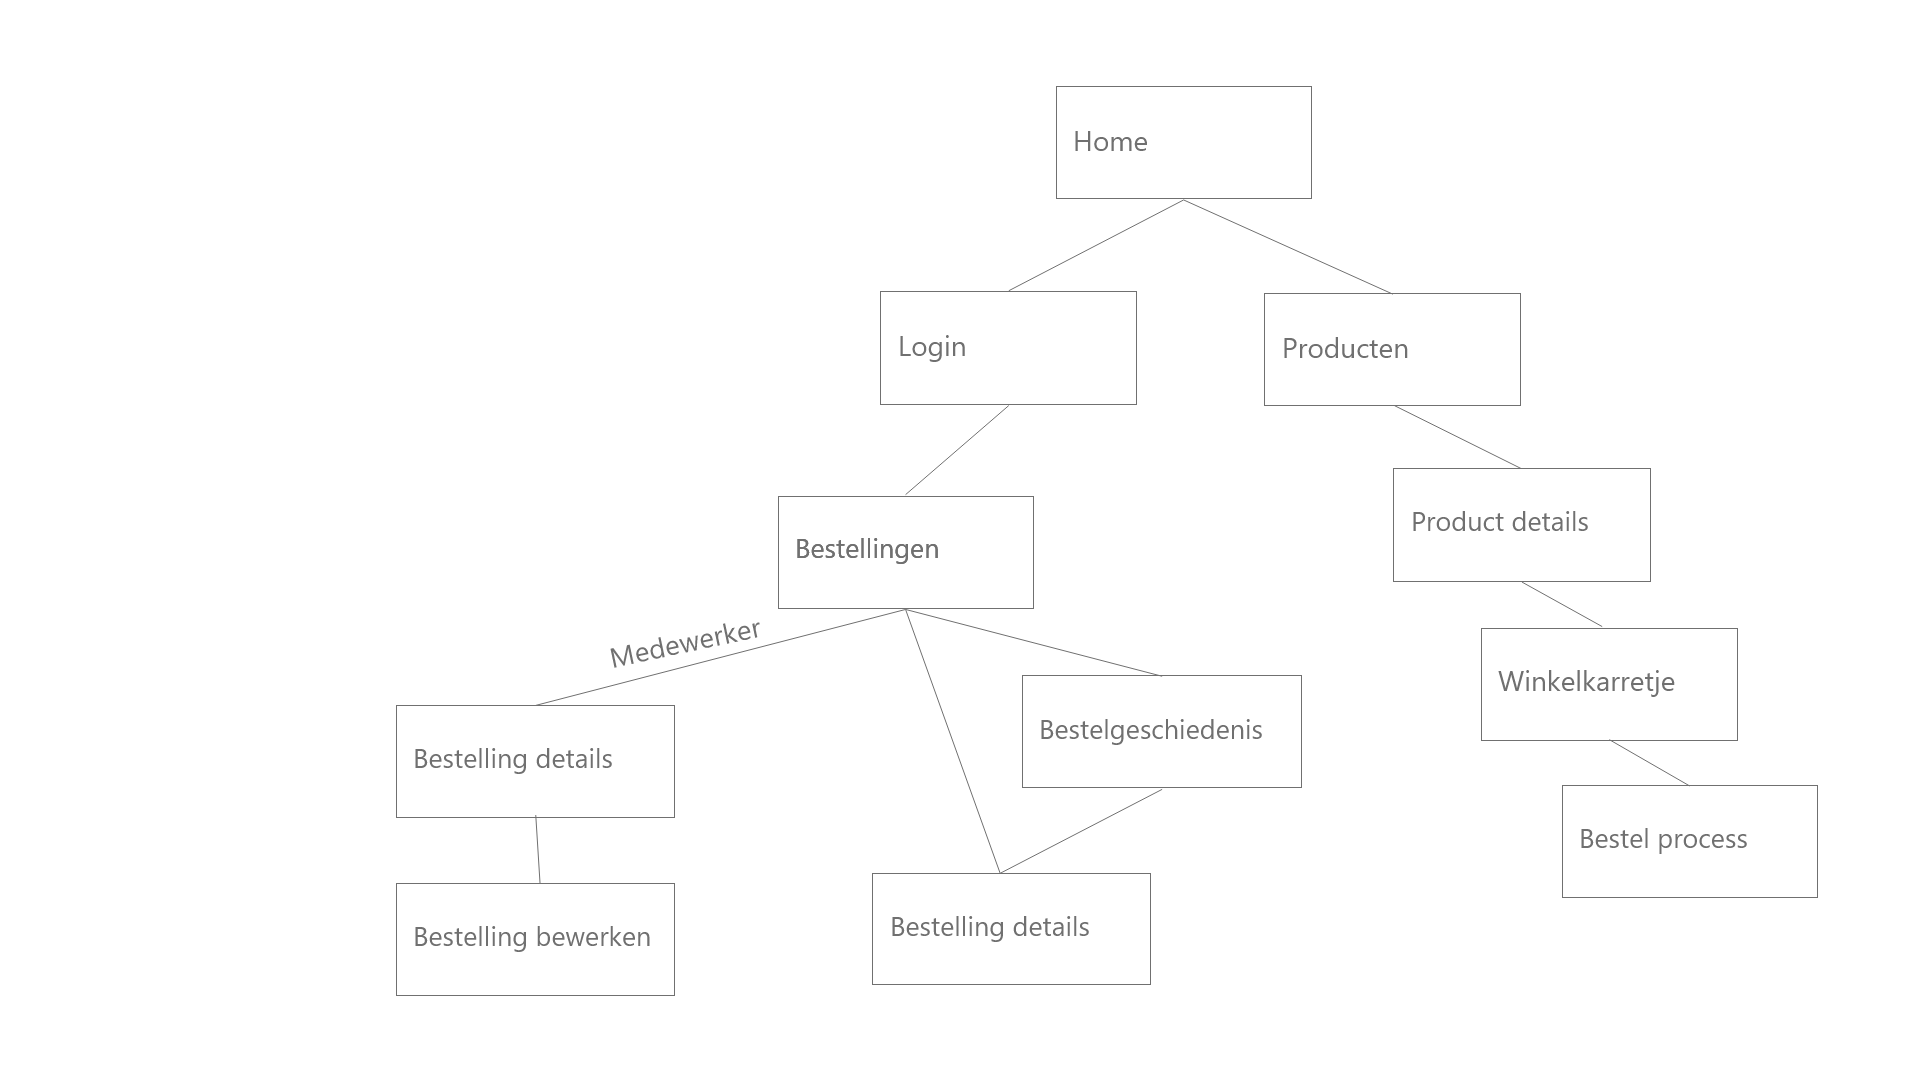 Home
Login
Producten
Product details
Bestellingen
Medewerker
Winkelkarretje
Bestelgeschiedenis
Bestelling details
Bestel process
Bestelling details
Bestelling bewerken